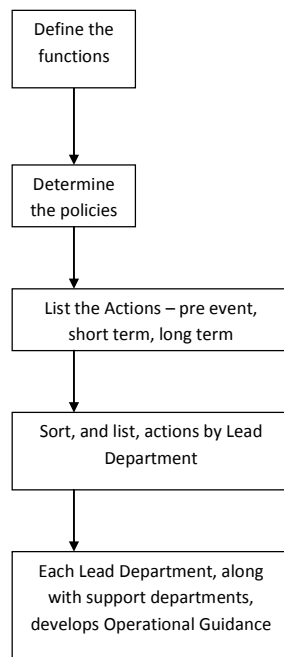 Define the
functions
Determine
the policies
List the Actions – pre event,
short term, long term
Sort, and list, actions by Lead
Department
Each Lead Department, along
with support departments,
develops Operational Guidance